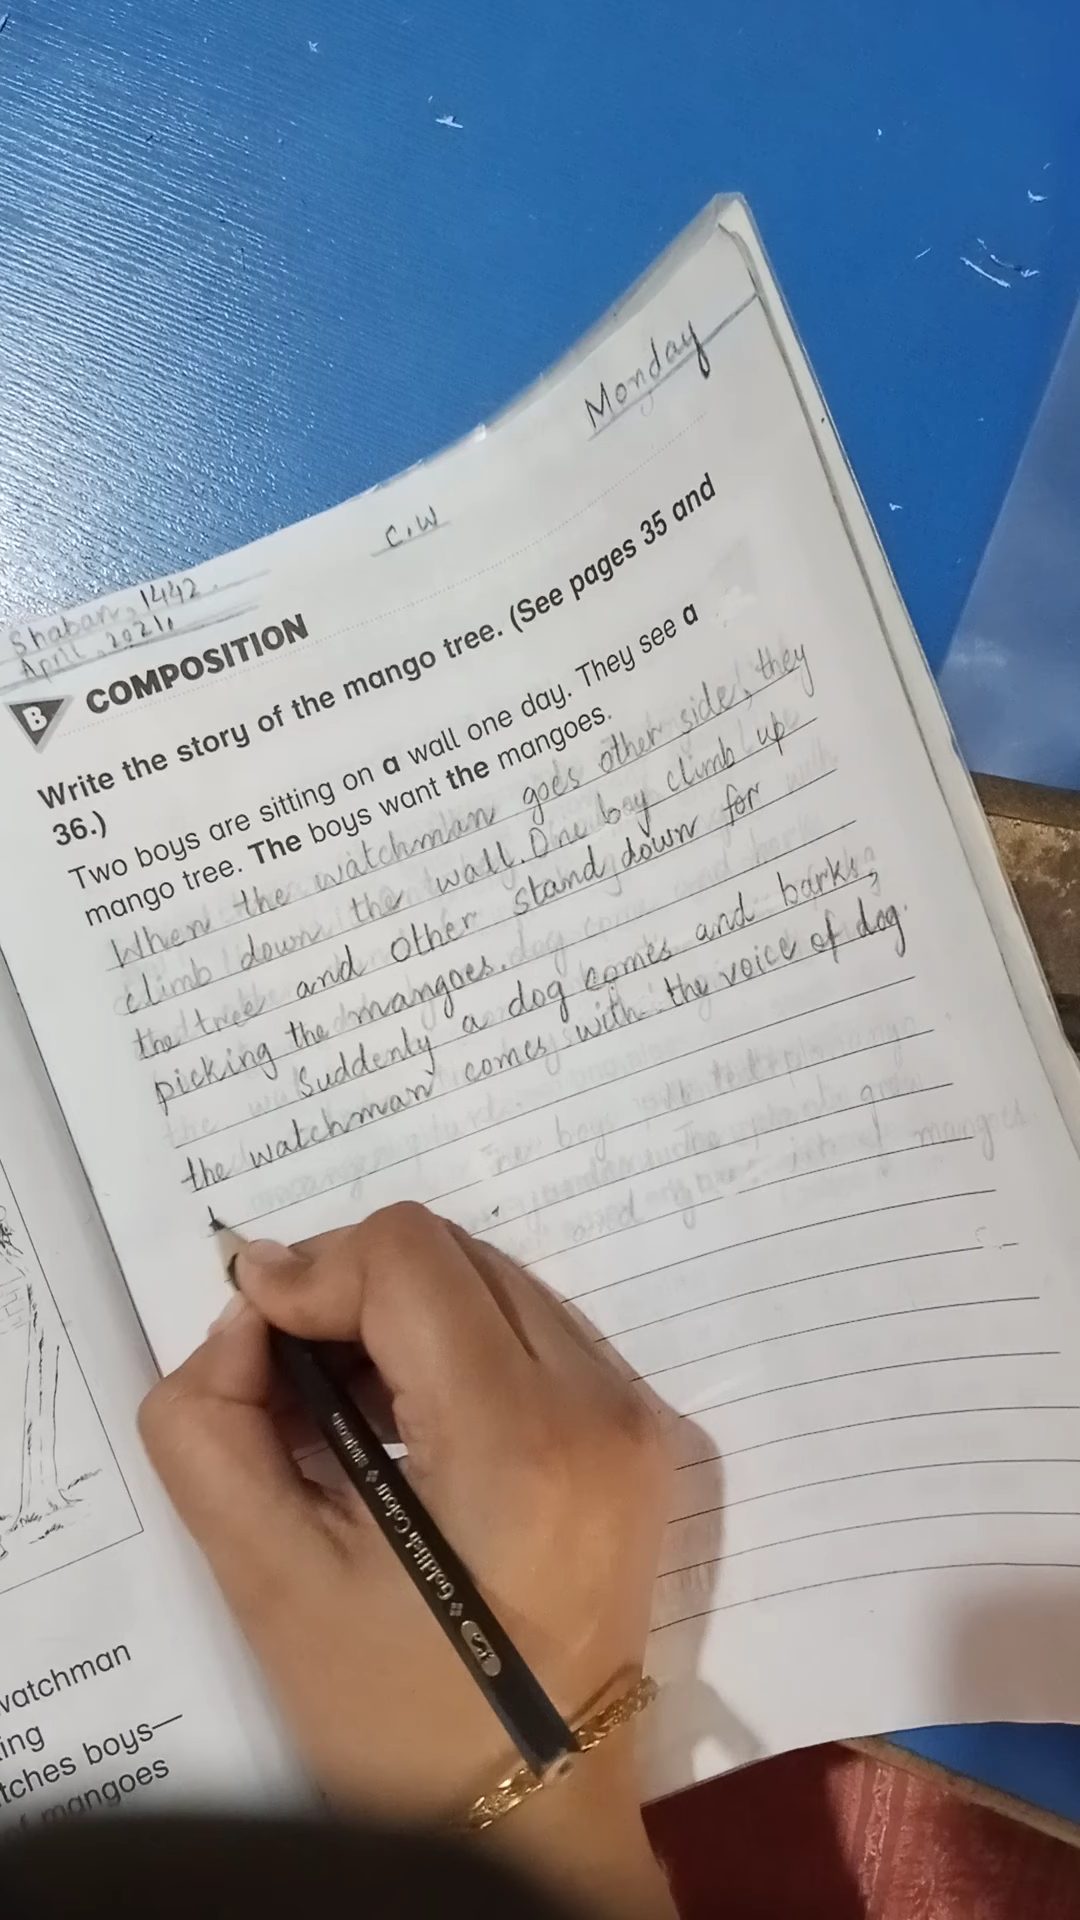 Monday
C.W
Shaban, 1442.
April, 2021.
B COMPOSITION
Write the story of the mango tree. (See pages 35 and
36.)
Two boys are sitting on a wall one day. They see a
mango tree. The boys want the mangoes.
When the watchman goes other side, they
climb down the wall. One boy climb up
the tree and other stand down for
picking the mangoes.
Suddenly a dog comes and barks,
the watchman comes with the voice of dog.
watchman
ing
tches boys—
of mangoes
Goldfish Colour